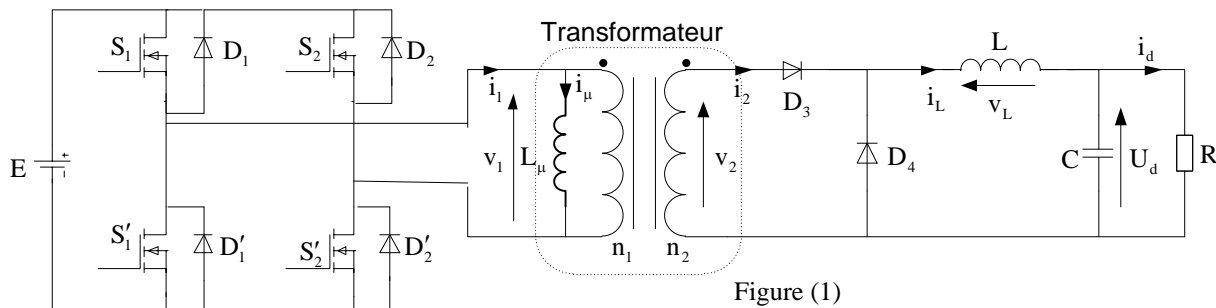 Transformateur
S₁ D₁ S₂ D₂
i₁ iμ i₂ D₃ iL L vL id
E v₁ Lμ v₂ D₄ C Ud R
S′₁ D′₁ S′₂ D′₂ n₁ n₂
Figure (1)